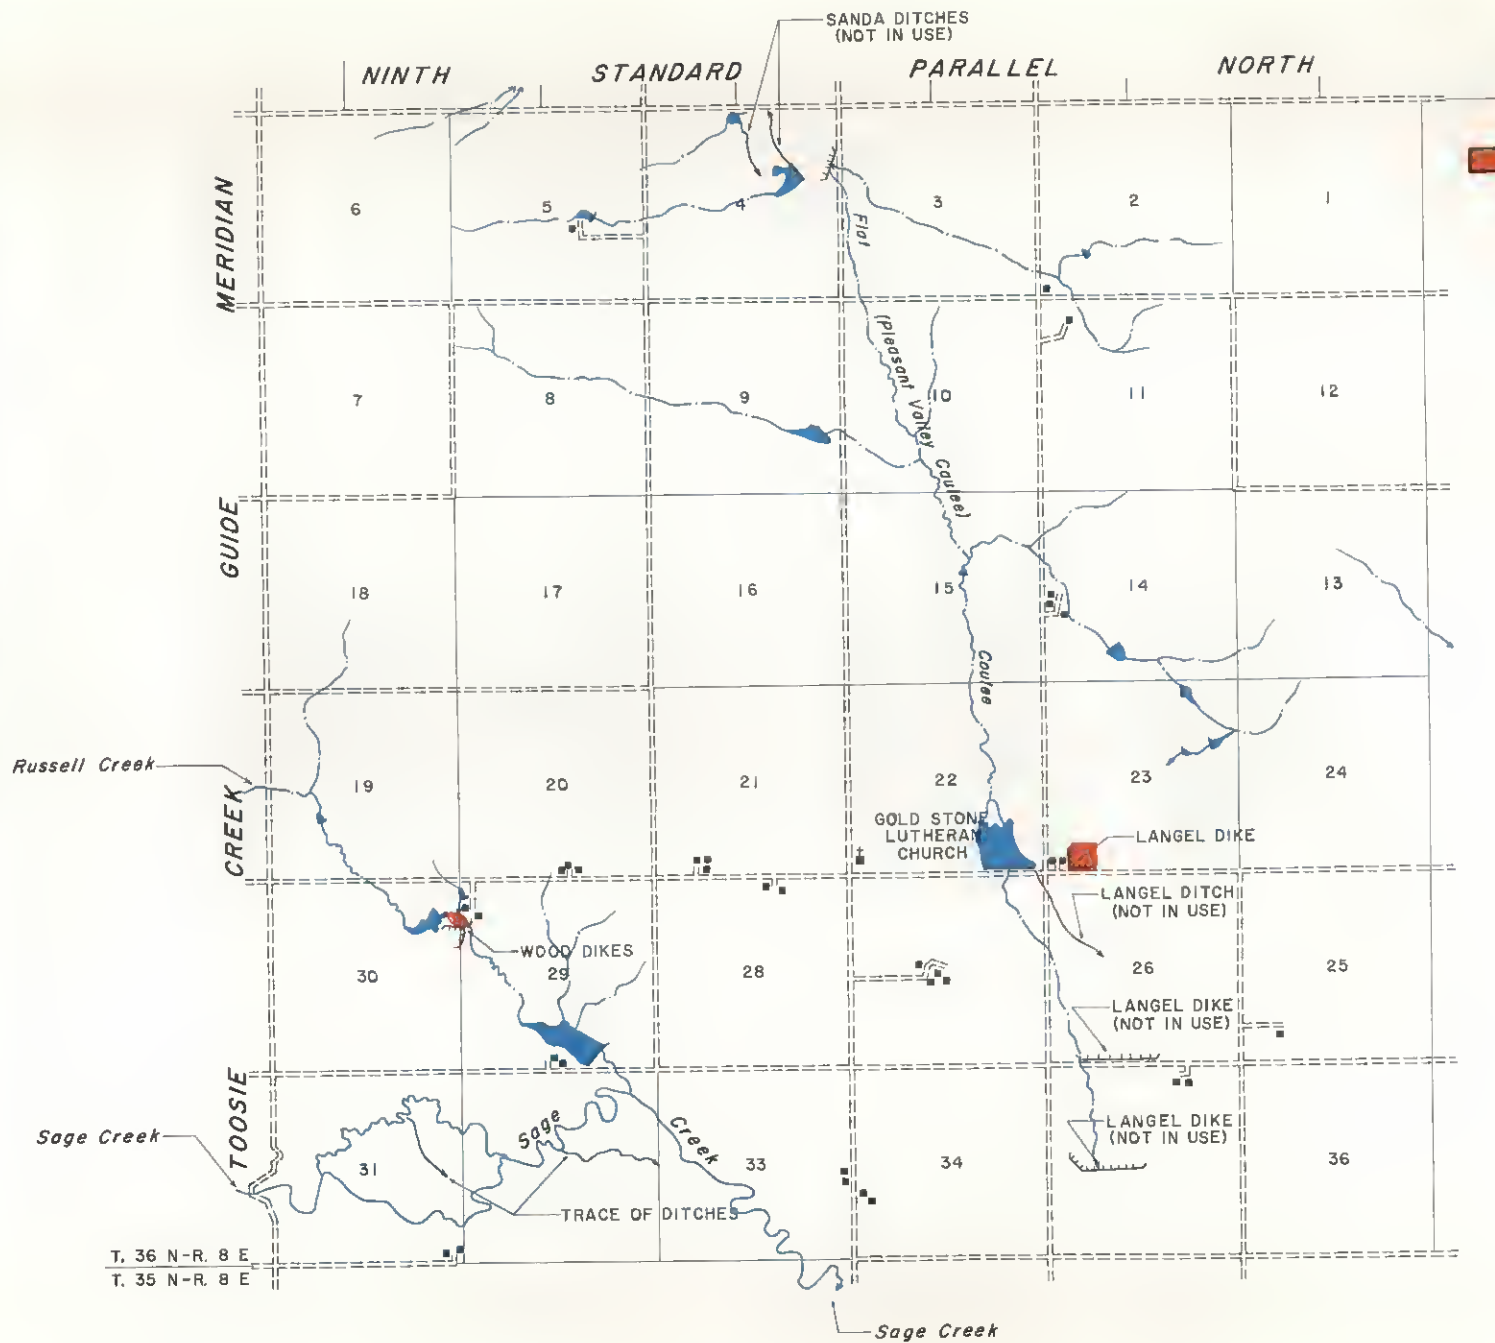 SANDA DITCHES
(NOT IN USE)
NINTH STANDARD PARALLEL NORTH
TOOSIE CREEK GUIDE MERIDIAN
6 5 4 3 2 1
Flat (Pleasant Valley Coulee) Coulee
7 8 9 10 11 12
18 17 16 15 14 13
Russell Creek
19 20 21 22 23 24
GOLD STONE
LUTHERAN
CHURCH
LANGEL DIKE
LANGEL DITCH
(NOT IN USE)
WOOD DIKES
30 29 28 26 25
LANGEL DIKE
(NOT IN USE)
Sage Creek
Sage Creek
LANGEL DIKE
(NOT IN USE)
31 33 34 36
TRACE OF DITCHES
T. 36 N-R. 8 E
T. 35 N-R. 8 E
Sage Creek